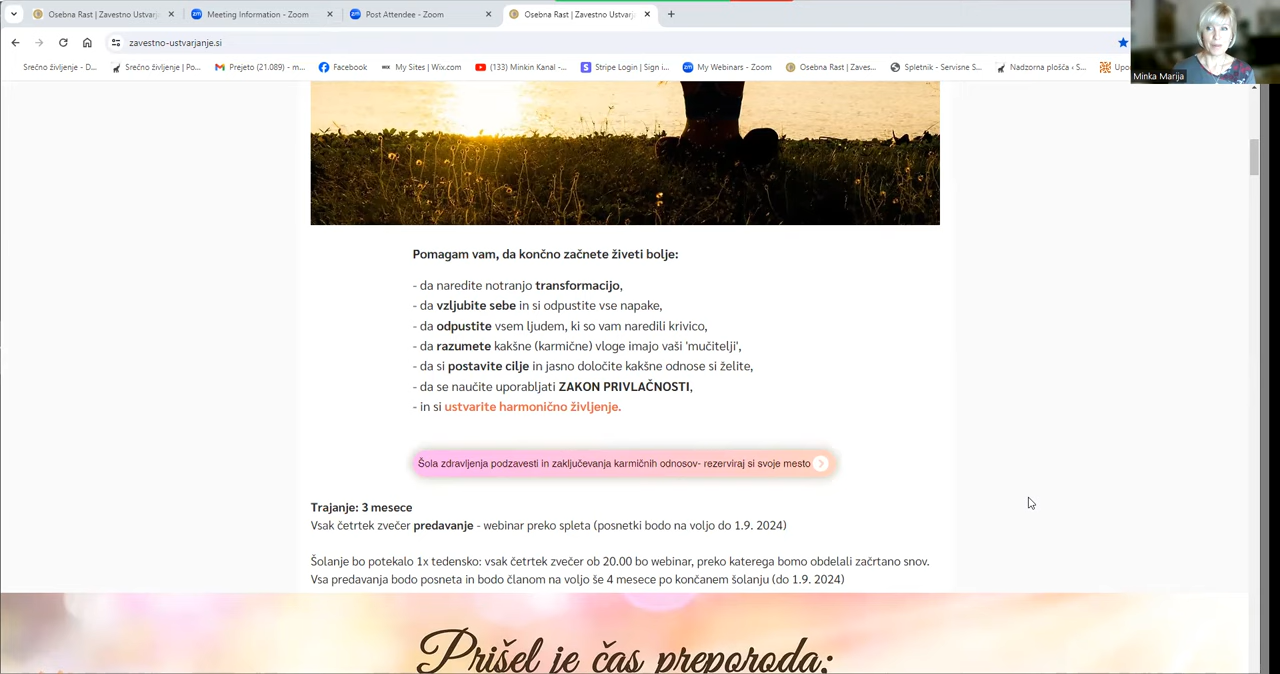 Osebna Rast | Zavestno Ustvarj
Meeting Information - Zoom
Post Attendee - Zoom
Osebna Rast | Zavestno Ustvarj
zavestno-ustvarjanje.si
Srečno življenje - D...
Srečno življenje | Po...
Prejeto (21.089) - m...
Facebook
My Sites | Wix.com
(133) Minkin Kanal -...
Stripe Login | Sign i...
My Webinars - Zoom
Osebna Rast | Zaves...
Spletnik - Servisne S...
Nadzorna plošča ‹ S...
Upor
Minka Marija
Pomagam vam, da končno začnete živeti bolje:
- da naredite notranjo transformacijo,
- da vzljubite sebe in si odpustite vse napake,
- da odpustite vsem ljudem, ki so vam naredili krivico,
- da razumete kakšne (karmične) vloge imajo vaši 'mučitelji',
- da si postavite cilje in jasno določite kakšne odnose si želite,
- da se naučite uporabljati ZAKON PRIVLAČNOSTI,
- in si ustvarite harmonično življenje.
Šola zdravljenja podzavesti in zaključevanja karmičnih odnosov- rezerviraj si svoje mesto
Trajanje: 3 mesece
Vsak četrtek zvečer predavanje - webinar preko spleta (posnetki bodo na voljo do 1.9. 2024)
Šolanje bo potekalo 1x tedensko: vsak četrtek zvečer ob 20.00 bo webinar, preko katerega bomo obdelali začrtano snov.
Vsa predavanja bodo posneta in bodo članom na voljo še 4 mesece po končanem šolanju (do 1.9. 2024)
Prišel je čas preporoda: